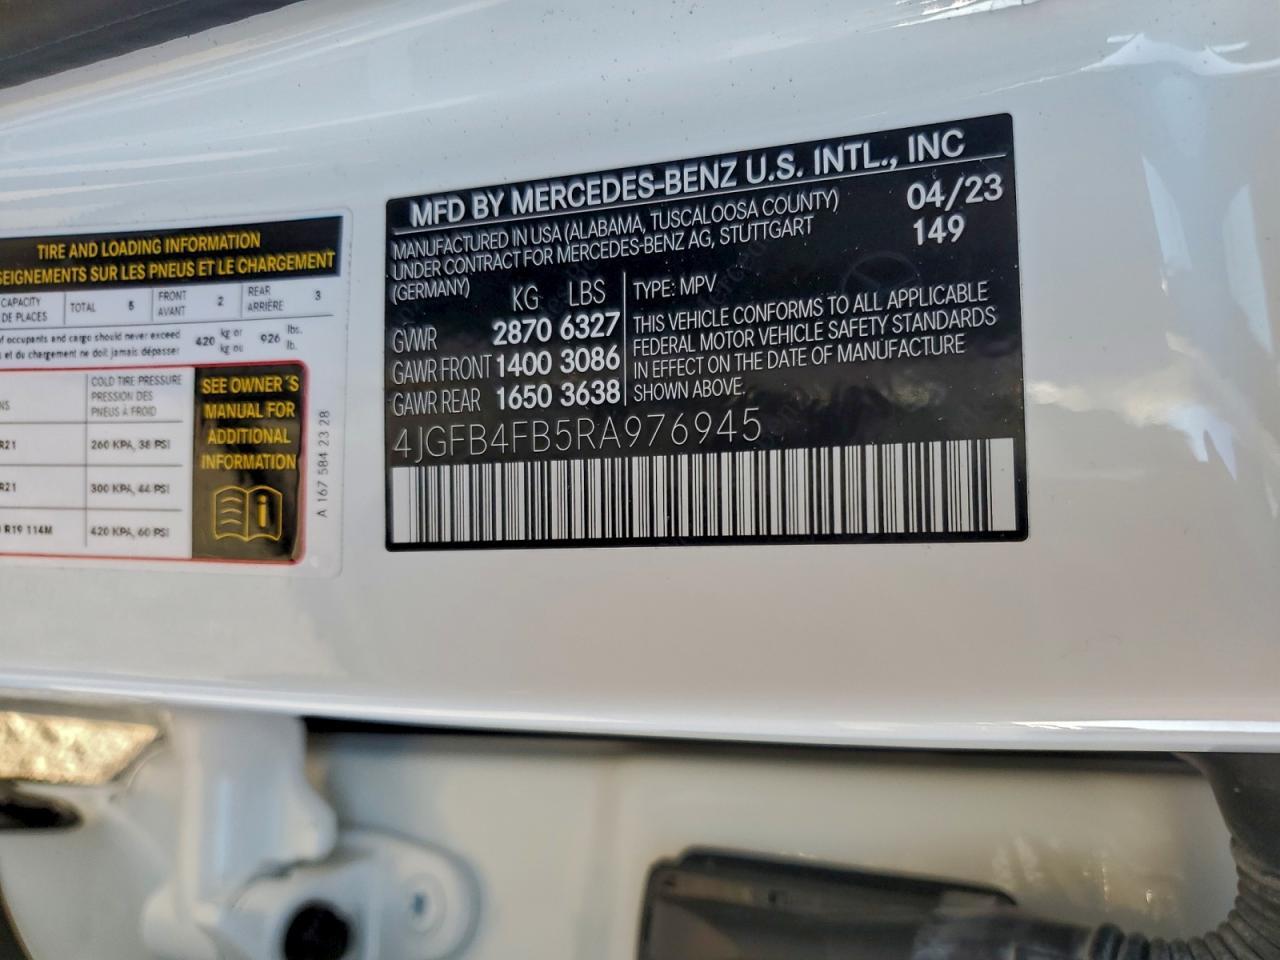 TIRE AND LOADING INFORMATION
SEIGNEMENTS SUR LES PNEUS ET LE CHARGEMENT
CAPACITY
DE PLACES
TOTAL 5
FRONT
AVANT 2
REAR
ARRIÈRE 3
of occupants and cargo should never exceed
s et du chargement ne doit jamais dépasser
420 kg or
kg ou
926 lbs.
lb.
COLD TIRE PRESSURE
PRESSION DES
PNEUS À FROID
NS
R21
260 KPA, 38 PSI
R21
300 KPA, 44 PSI
R19 114M
420 KPA, 60 PSI
SEE OWNER´S
MANUAL FOR
ADDITIONAL
INFORMATION
i
A 167 584 23 28
MFD BY MERCEDES-BENZ U.S. INTL., INC
MANUFACTURED IN USA (ALABAMA, TUSCALOOSA COUNTY)
UNDER CONTRACT FOR MERCEDES-BENZ AG, STUTTGART
(GERMANY)
04/23
149
KG LBS
GVWR 2870 6327
GAWR FRONT 1400 3086
GAWR REAR 1650 3638
TYPE: MPV
THIS VEHICLE CONFORMS TO ALL APPLICABLE
FEDERAL MOTOR VEHICLE SAFETY STANDARDS
IN EFFECT ON THE DATE OF MANUFACTURE
SHOWN ABOVE.
4JGFB4FB5RA976945